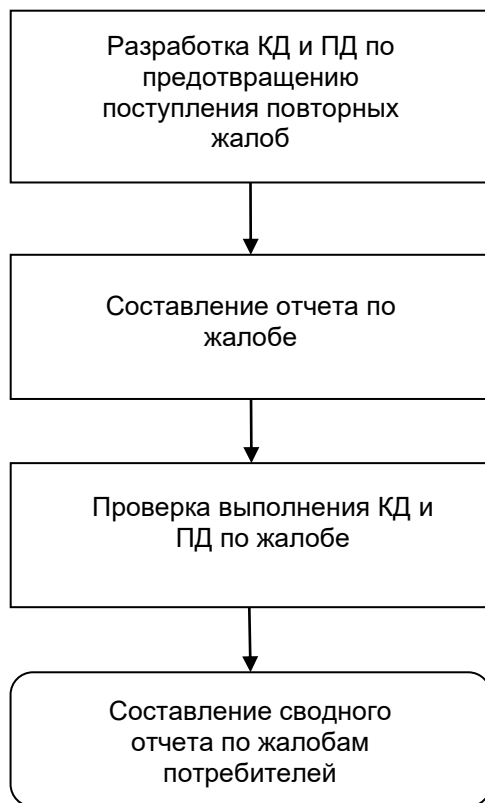 Разработка КД и ПД по
предотвращению
поступления повторных
жалоб
Составление отчета по
жалобе
Проверка выполнения КД и
ПД по жалобе
Составление сводного
отчета по жалобам
потребителей